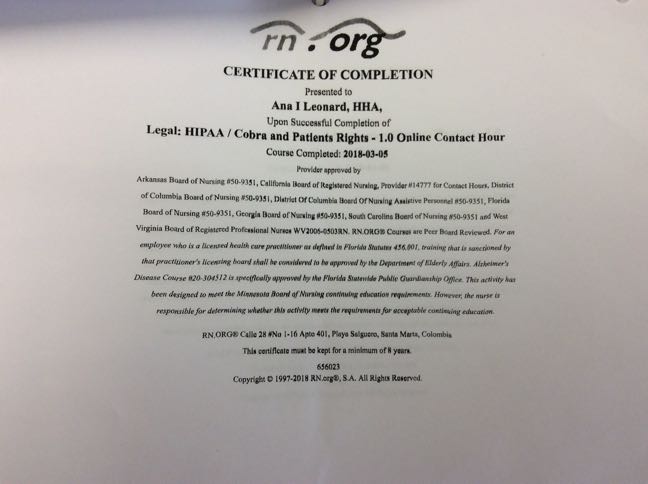 rn.org
CERTIFICATE OF COMPLETION
Presented to
Ana I Leonard, HHA,
Upon Successful Completion of
Legal: HIPAA / Cobra and Patients Rights - 1.0 Online Contact Hour
Course Completed: 2018-03-05
Provider approved by
Arkansas Board of Nursing #50-9351, California Board of Registered Nursing, Provider #14777 for Contact Hours, District
of Columbia Board of Nursing #50-9351, District Of Columbia Board Of Nursing Assistive Personnel #50-9351, Florida
Board of Nursing #50-9351, Georgia Board of Nursing #50-9351, South Carolina Board of Nursing #50-9351 and West
Virginia Board of Registered Professional Nurses WV2006-0503RN. RN.ORG® Courses are Peer Board Reviewed. For an
employee who is a licensed health care practitioner as defined in Florida Statutes 456.001, training that is sanctioned by
that practitioner's licensing board shall be considered to be approved by the Department of Elderly Affairs. Alzheimer's
Disease Course #20-304512 is specifically approved by the Florida Statewide Public Guardianship Office. This activity has
been designed to meet the Minnesota Board of Nursing continuing education requirements. However, the nurse is
responsible for determining whether this activity meets the requirements for acceptable continuing education.
RN.ORG® Calle 28 #No 1-16 Apto 401, Playa Salguero, Santa Marta, Colombia
This certificate must be kept for a minimum of 8 years.
656023
Copyright © 1997-2018 RN.org®, S.A. All Rights Reserved.